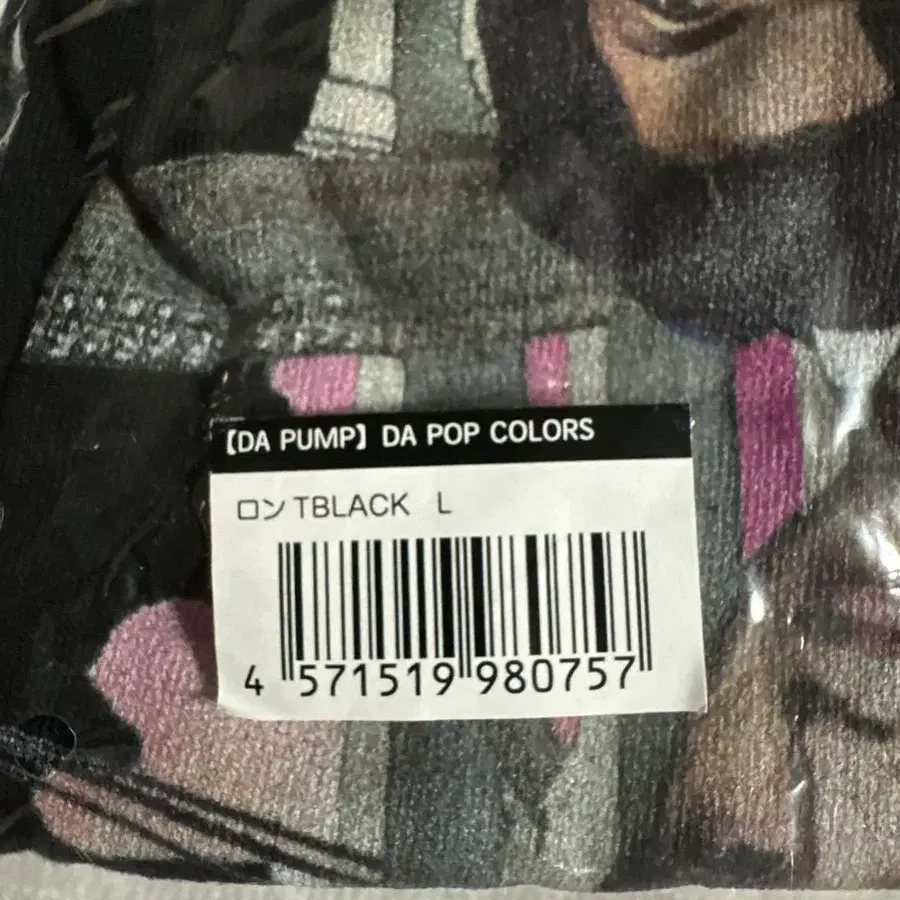 【DA PUMP】DA POP COLORS
ロンTBLACK L
4 571519 980757